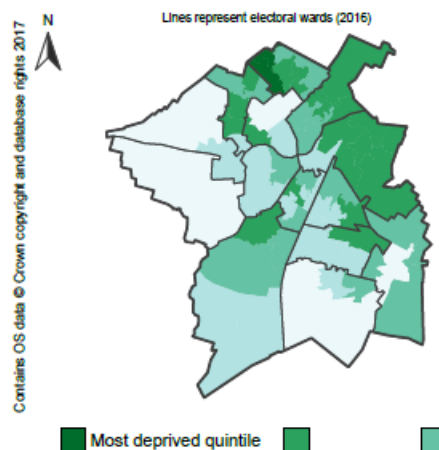 Lines represent electoral wards (2016)
N
Contains OS data © Crown copyright and database rights 2017
Most deprived quintile